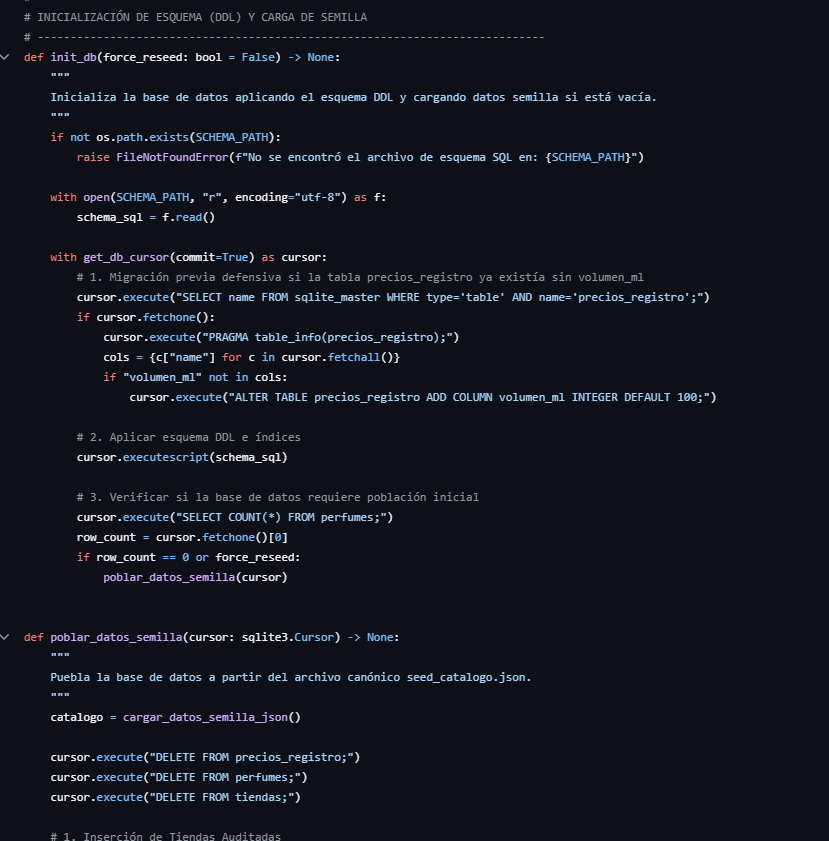 # INICIALIZACIÓN DE ESQUEMA (DDL) Y CARGA DE SEMILLA
# -----------------------------------------------------------------------------
def init_db(force_reseed: bool = False) -> None:
    """
    Inicializa la base de datos aplicando el esquema DDL y cargando datos semilla si está vacía.
    """
    if not os.path.exists(SCHEMA_PATH):
        raise FileNotFoundError(f"No se encontró el archivo de esquema SQL en: {SCHEMA_PATH}")

    with open(SCHEMA_PATH, "r", encoding="utf-8") as f:
        schema_sql = f.read()

    with get_db_cursor(commit=True) as cursor:
        # 1. Migración previa defensiva si la tabla precios_registro ya existía sin volumen_ml
        cursor.execute("SELECT name FROM sqlite_master WHERE type='table' AND name='precios_registro';")
        if cursor.fetchone():
            cursor.execute("PRAGMA table_info(precios_registro);")
            cols = {c["name"] for c in cursor.fetchall()}
            if "volumen_ml" not in cols:
                cursor.execute("ALTER TABLE precios_registro ADD COLUMN volumen_ml INTEGER DEFAULT 100;")

        # 2. Aplicar esquema DDL e índices
        cursor.executescript(schema_sql)

        # 3. Verificar si la base de datos requiere población inicial
        cursor.execute("SELECT COUNT(*) FROM perfumes;")
        row_count = cursor.fetchone()[0]
        if row_count == 0 or force_reseed:
            poblar_datos_semilla(cursor)


def poblar_datos_semilla(cursor: sqlite3.Cursor) -> None:
    """
    Puebla la base de datos a partir del archivo canónico seed_catalogo.json.
    """
    catalogo = cargar_datos_semilla_json()

    cursor.execute("DELETE FROM precios_registro;")
    cursor.execute("DELETE FROM perfumes;")
    cursor.execute("DELETE FROM tiendas;")

    # 1. Inserción de Tiendas Auditadas